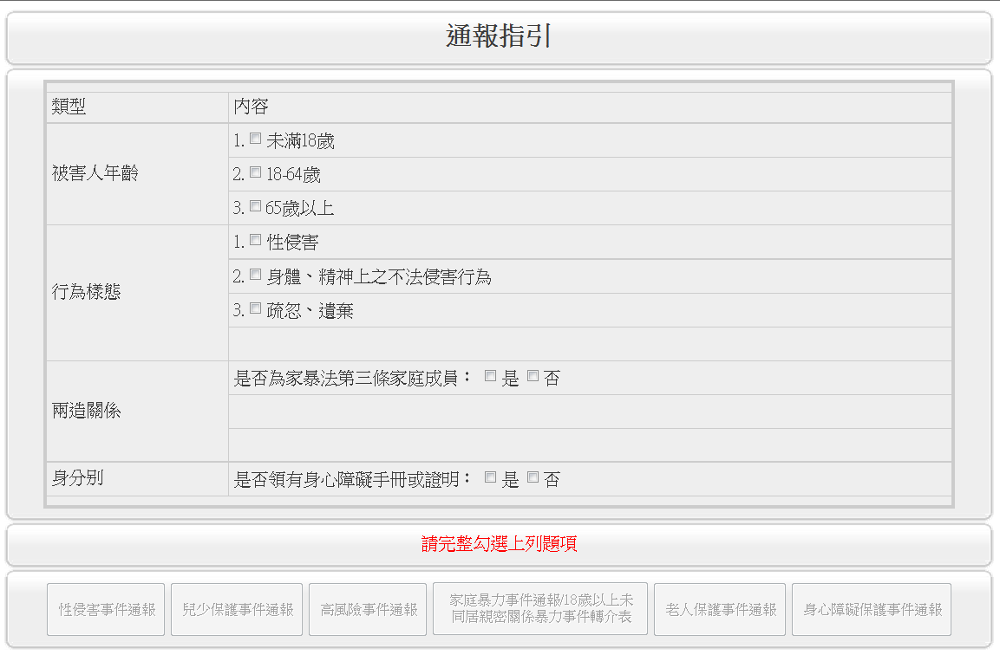 通報指引
類型 內容
被害人年齡
1. 未滿18歲
2. 18-64歲
3. 65歲以上
行為樣態
1. 性侵害
2. 身體、精神上之不法侵害行為
3. 疏忽、遺棄
兩造關係
是否為家暴法第三條家庭成員： 是 否
身分別
是否領有身心障礙手冊或證明： 是 否
請完整勾選上列題項
性侵害事件通報
兒少保護事件通報
高風險事件通報
家庭暴力事件通報/18歲以上未
同居親密關係暴力事件轉介表
老人保護事件通報
身心障礙保護事件通報